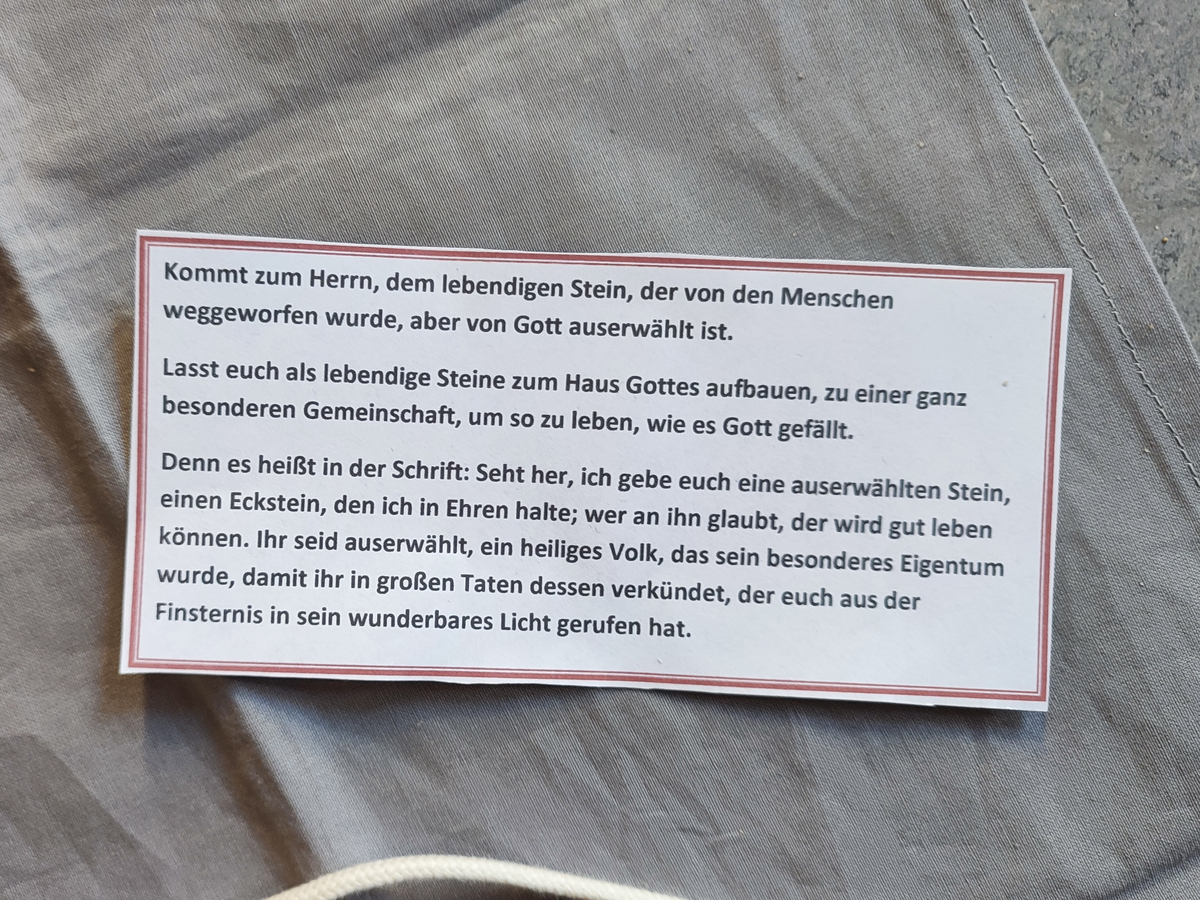 Kommt zum Herrn, dem lebendigen Stein, der von den Menschen
weggeworfen wurde, aber von Gott auserwählt ist.
Lasst euch als lebendige Steine zum Haus Gottes aufbauen, zu einer ganz
besonderen Gemeinschaft, um so zu leben, wie es Gott gefällt.
Denn es heißt in der Schrift: Seht her, ich gebe euch eine auserwählten Stein,
einen Eckstein, den ich in Ehren halte; wer an ihn glaubt, der wird gut leben
können. Ihr seid auserwählt, ein heiliges Volk, das sein besonderes Eigentum
wurde, damit ihr in großen Taten dessen verkündet, der euch aus der
Finsternis in sein wunderbares Licht gerufen hat.